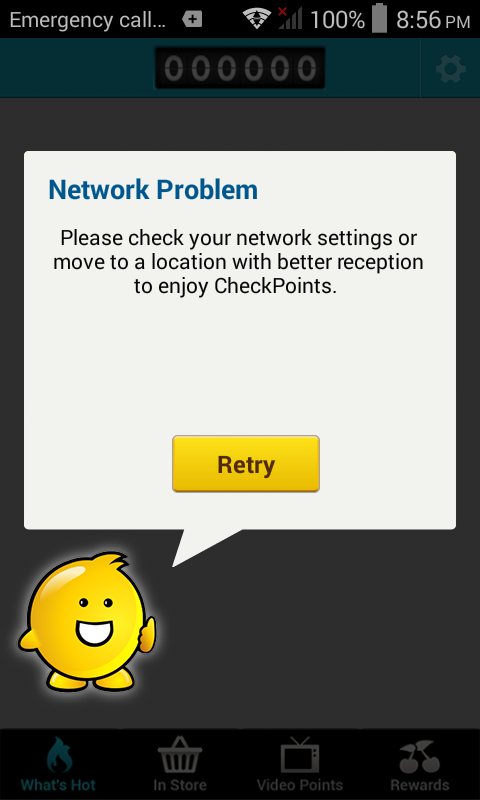 Emergency call... 100% 8:56 PM
000000
Network Problem
Please check your network settings or
move to a location with better reception
to enjoy CheckPoints.
Retry
What's Hot In Store Video Points Rewards